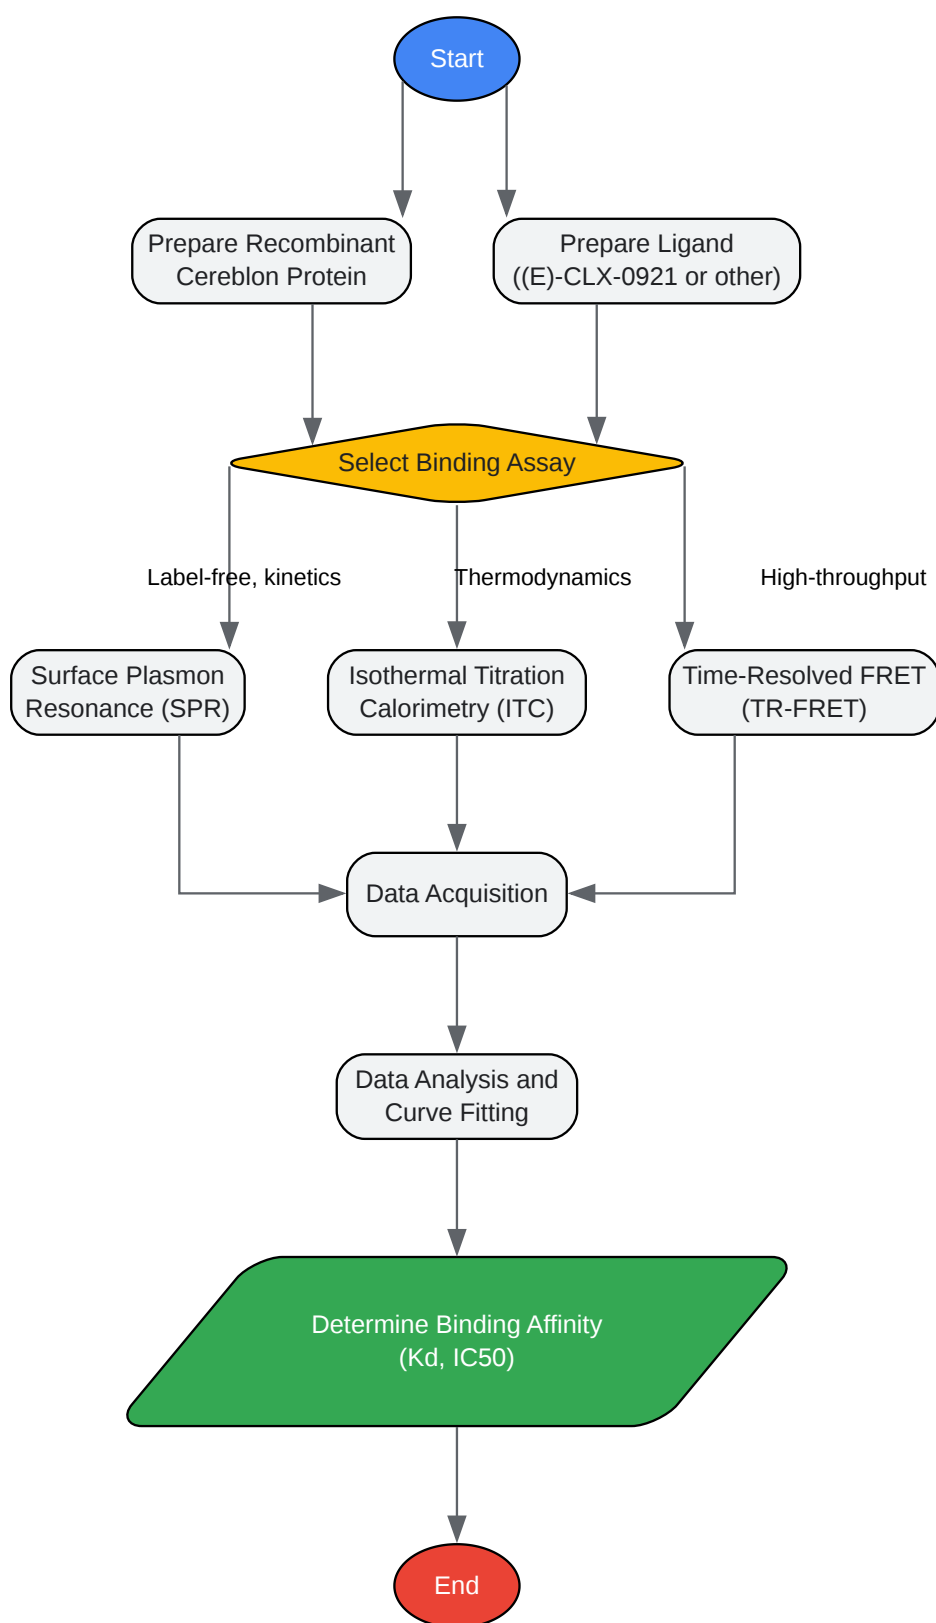 Start
Prepare Recombinant
Cereblon Protein
Prepare Ligand
((E)-CLX-0921 or other)
Select Binding Assay
Label-free, kinetics
Thermodynamics
High-throughput
Surface Plasmon
Resonance (SPR)
Isothermal Titration
Calorimetry (ITC)
Time-Resolved FRET
(TR-FRET)
Data Acquisition
Data Analysis and
Curve Fitting
Determine Binding Affinity
(Kd, IC50)
End